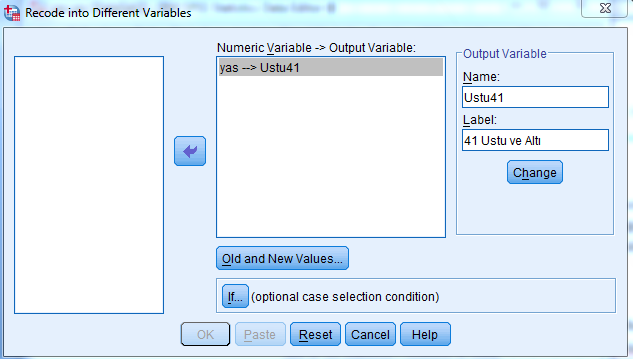 Recode into Different Variables
Numeric Variable -> Output Variable:
yas --> Ustu41
Output Variable
Name:
Ustu41
Label:
41 Ustu ve Altı
Change
Old and New Values...
If... (optional case selection condition)
OK Paste Reset Cancel Help